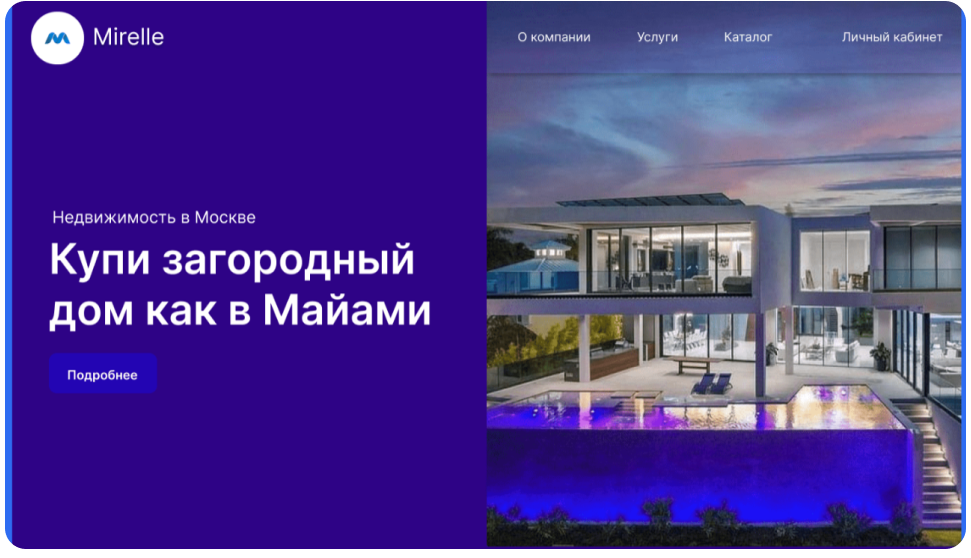 Mirelle
О компании
Услуги
Каталог
Личный кабинет
Недвижимость в Москве
Купи загородный
дом как в Майами
Подробнее